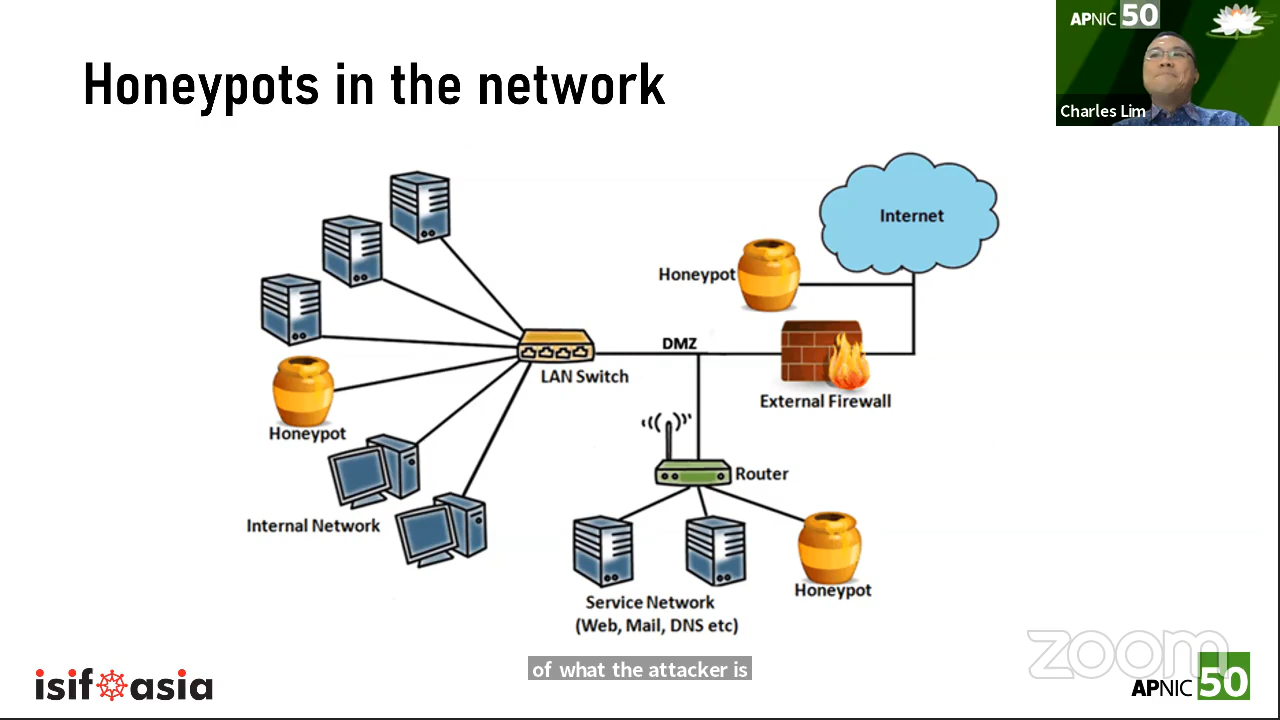 Honeypots in the network
APNIC 50
Charles Lim
Internet
Honeypot
DMZ
LAN Switch
External Firewall
Honeypot
Router
Internal Network
Honeypot
Service Network
(Web, Mail, DNS etc)
of what the attacker is
zoom
isif asia
APNIC 50